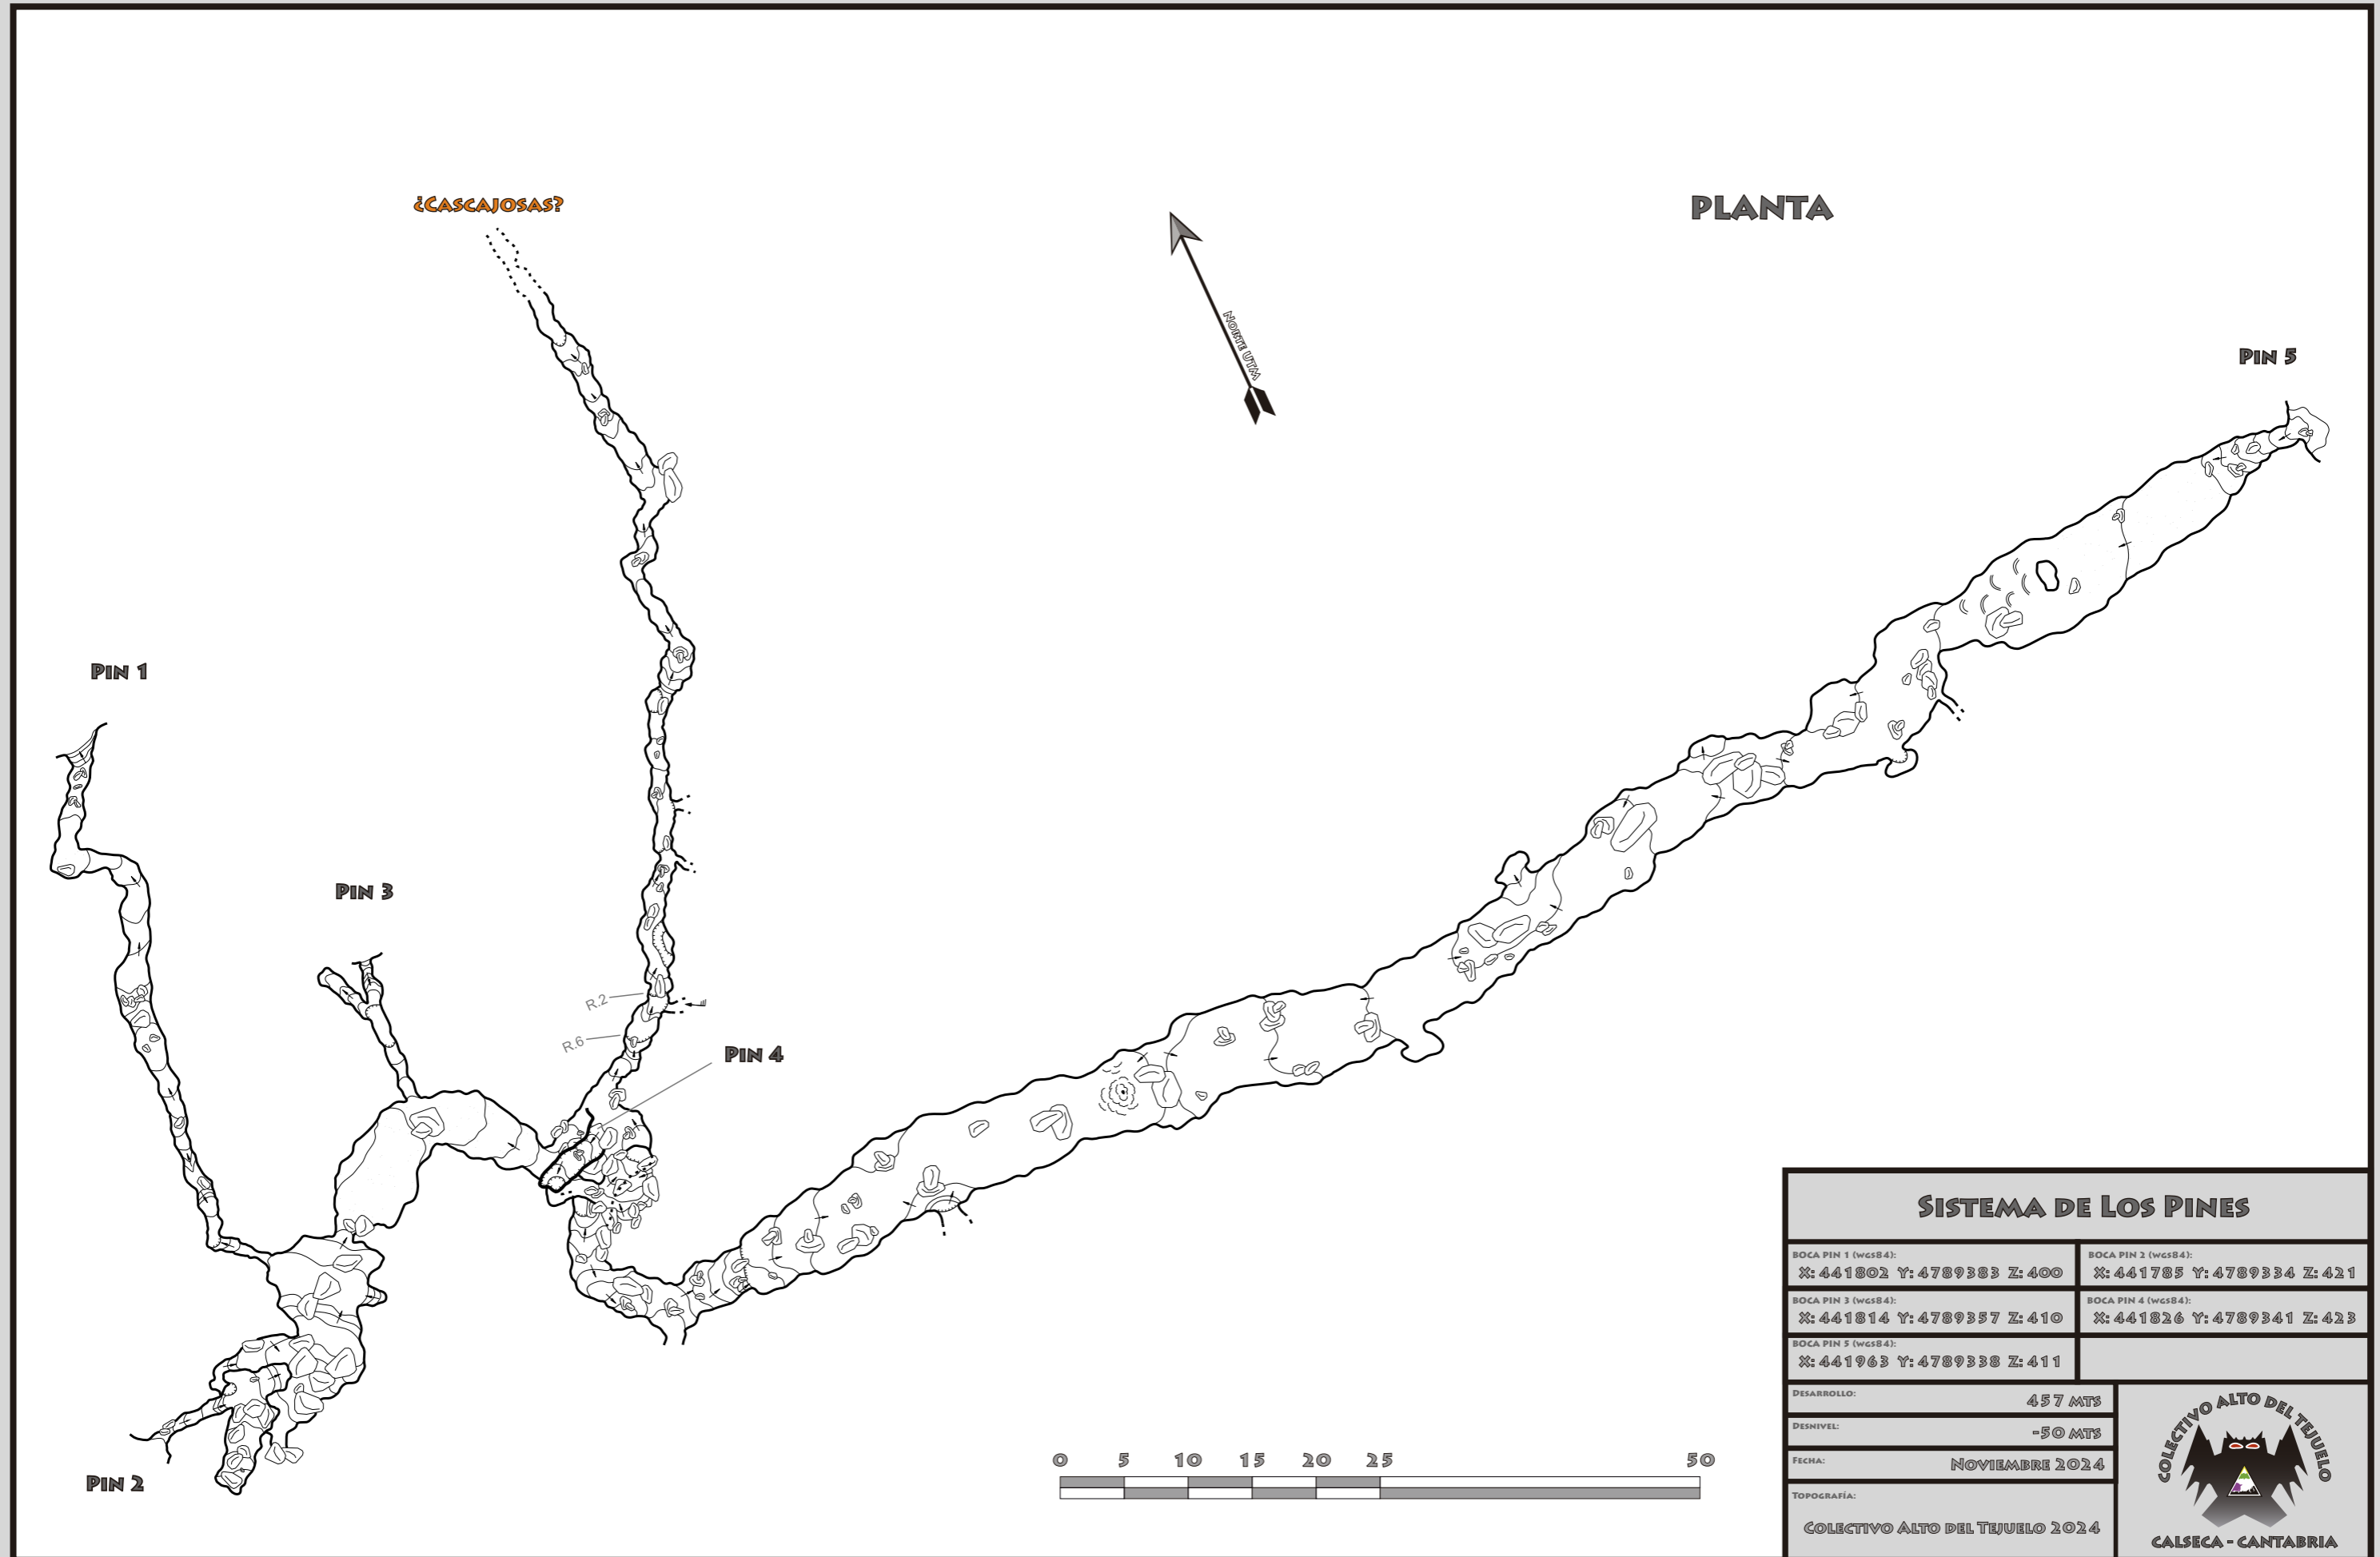 ¿Cascajosas?
PLANTA
NORTE UTM
Pin 5
Pin 1
Pin 3
R.2
R.6
Pin 4
Pin 2
0 5 10 15 20 25 50
Sistema de Los Pines
BOCA PIN 1 (WGS84):
X: 441802 Y: 4789383 Z: 400
BOCA PIN 2 (WGS84):
X: 441785 Y: 4789334 Z: 421
BOCA PIN 3 (WGS84):
X: 441814 Y: 4789357 Z: 410
BOCA PIN 4 (WGS84):
X: 441826 Y: 4789341 Z: 423
BOCA PIN 5 (WGS84):
X: 441963 Y: 4789338 Z: 411
Desarrollo:
457 mts
Desnivel:
-50 mts
Fecha:
Noviembre 2024
Topografía:
Colectivo Alto del Tejuelo 2024
COLECTIVO ALTO DEL TEJUELO
CALSECA - CANTABRIA